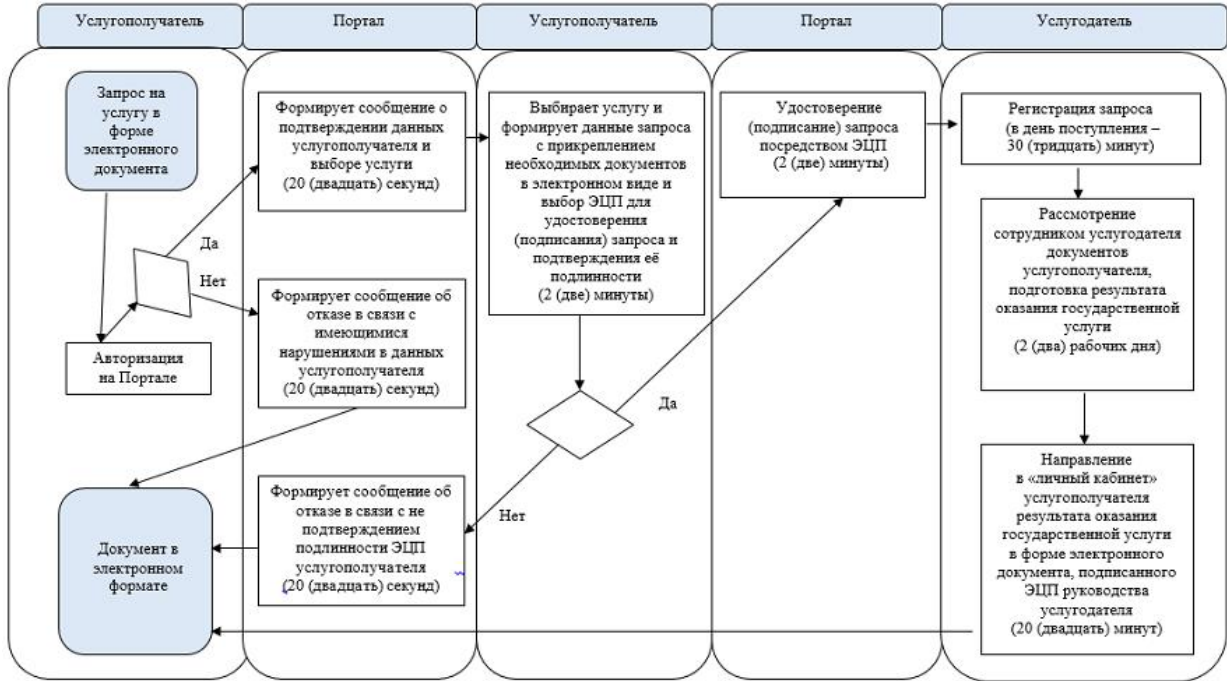 Услугополучатель
Портал
Услугополучатель
Портал
Услугодатель
Запрос на
услугу в
форме
электронного
документа
Да
Нет
Авторизация
на Портале
Документ в
электронном
формате
Формирует сообщение о
подтверждении данных
услугополучателя и
выборе услуги
(20 (двадцать) секунд)
Формирует сообщение об
отказе в связи с
имеющимися
нарушениями в данных
услугополучателя
(20 (двадцать) секунд)
Формирует сообщение об
отказе в связи с не
подтверждением
подлинности ЭЦП
услугополучателя
(20 (двадцать) секунд)
Выбирает услугу и
формирует данные запроса
с прикреплением
необходимых документов
в электронном виде и
выбор ЭЦП для
удостоверения
(подписания) запроса и
подтверждения её
подлинности
(2 (две) минуты)
Да
Нет
Удостоверение
(подписание) запроса
посредством ЭЦП
(2 (две) минуты)
Регистрация запроса
(в день поступления –
30 (тридцать) минут)
Рассмотрение
сотрудником услугодателя
документов
услугополучателя,
подготовка результата
оказания государственной
услуги
(2 (два) рабочих дня)
Направление
в «личный кабинет»
услугополучателя
результата оказания
государственной услуги
в форме электронного
документа, подписанного
ЭЦП руководства
услугодателя
(20 (двадцать) минут)